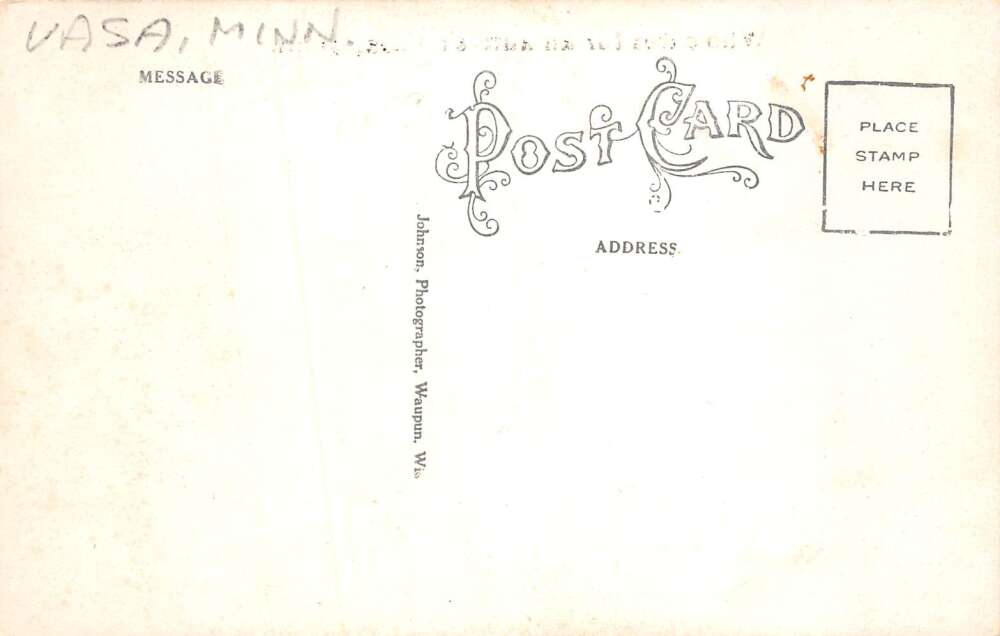 VASA, MINN.
MESSAGE
POST CARD
PLACE
STAMP
HERE
ADDRESS
Johnson, Photographer, Waupun, Wis